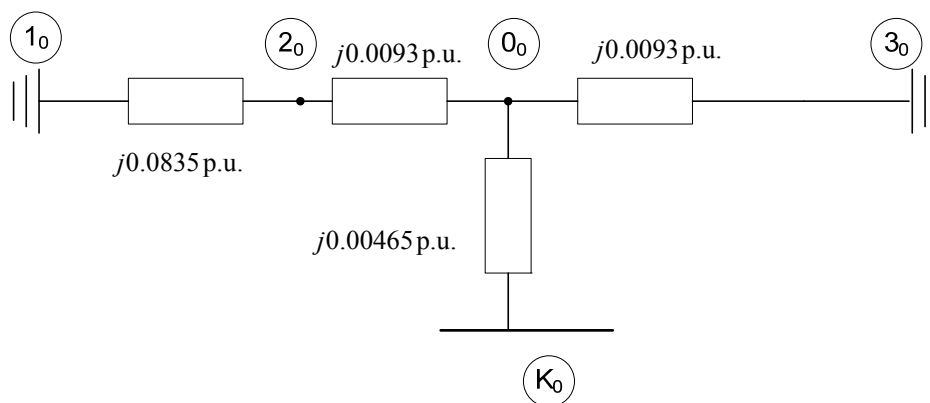 1₀
2₀
j0.0093 p.u.
0₀
j0.0093 p.u.
3₀
j0.0835 p.u.
j0.00465 p.u.
K₀